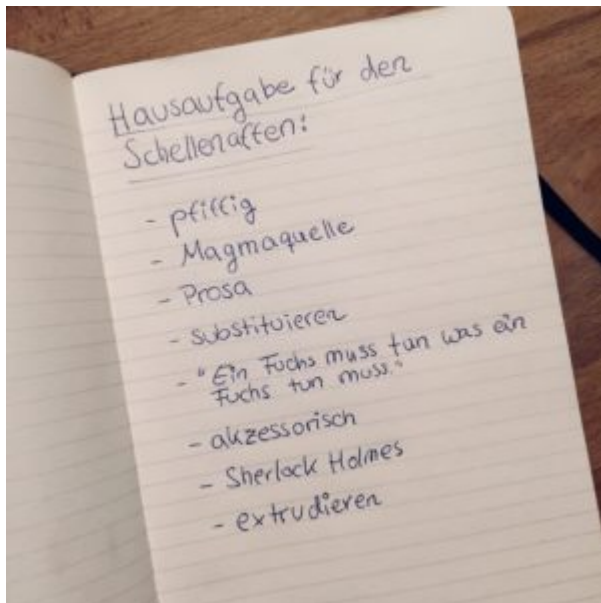 Hausaufgabe für den
Schellenaffen:
- pfiffig
- Magmaquelle
- Prosa
- substituieren
- "Ein Fuchs muss tun was ein
Fuchs tun muss."
- akzessorisch
- Sherlock Holmes
- extrudieren